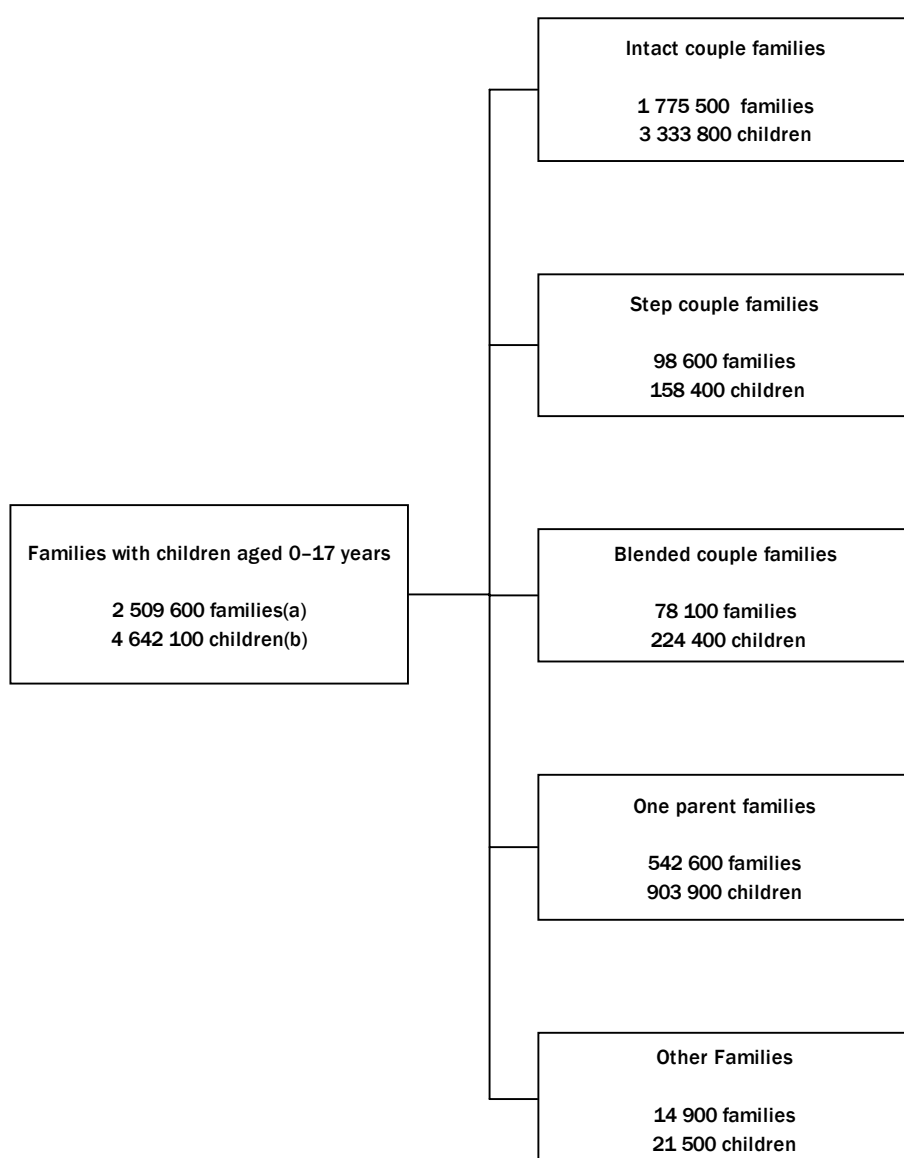 Intact couple families
1 775 500 families
3 333 800 children
Step couple families
98 600 families
158 400 children
Families with children aged 0–17 years
2 509 600 families(a)
4 642 100 children(b)
Blended couple families
78 100 families
224 400 children
One parent families
542 600 families
903 900 children
Other Families
14 900 families
21 500 children